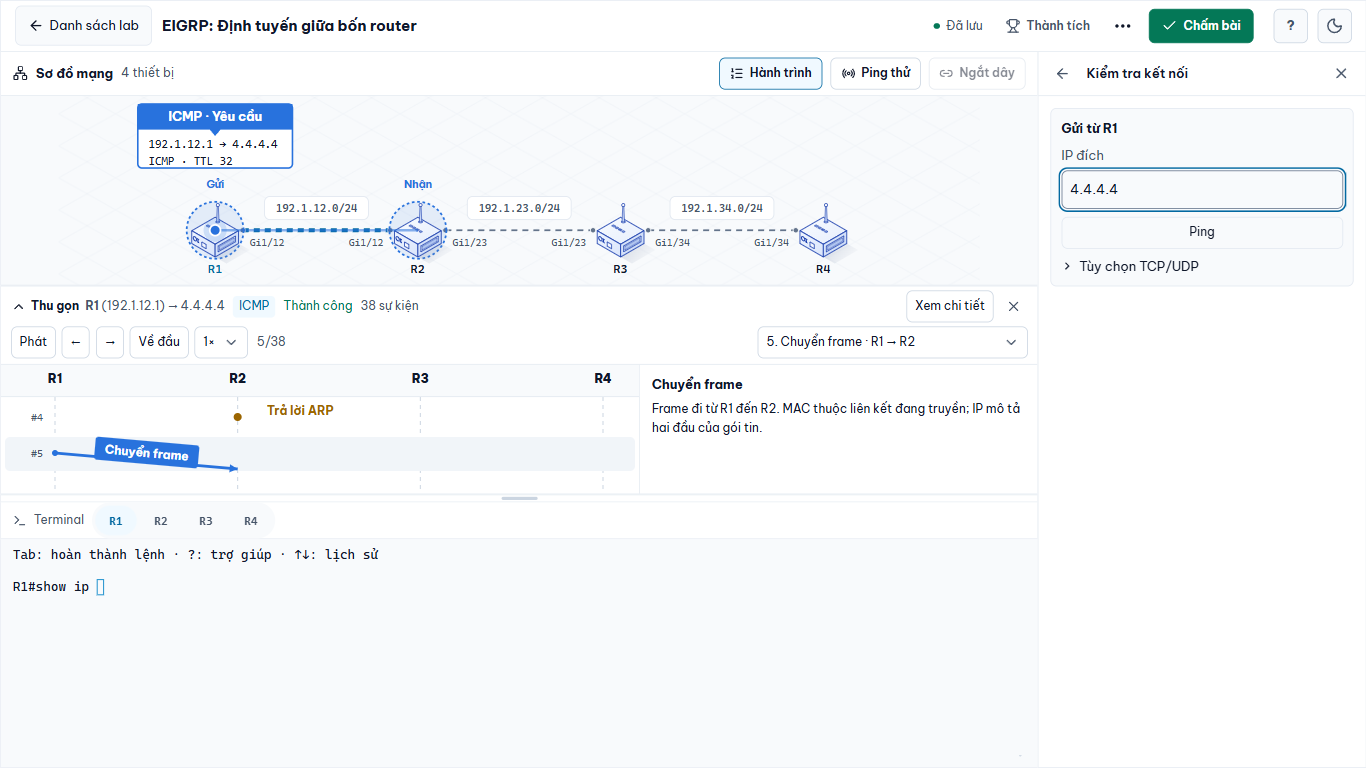 Danh sách lab
EIGRP: Định tuyến giữa bốn router
Đã lưu
Thành tích
Chấm bài
?
Sơ đồ mạng 4 thiết bị
Hành trình
Ping thử
Ngắt dây
Kiểm tra kết nối
ICMP · Yêu cầu
192.1.12.1 → 4.4.4.4
ICMP · TTL 32
Gửi
Nhận
192.1.12.0/24
192.1.23.0/24
192.1.34.0/24
Gi1/12
Gi1/12
Gi1/23
Gi1/23
Gi1/34
Gi1/34
R1
R2
R3
R4
Gửi từ R1
IP đích
4.4.4.4
Ping
Tùy chọn TCP/UDP
Thu gọn R1 (192.1.12.1) → 4.4.4.4 ICMP Thành công 38 sự kiện
Xem chi tiết
Phát
←
→
Về đầu
1×
5/38
5. Chuyển frame · R1 → R2
R1
R2
R3
R4
#4
Trả lời ARP
#5
Chuyển frame
Chuyển frame
Frame đi từ R1 đến R2. MAC thuộc liên kết đang truyền; IP mô tả
hai đầu của gói tin.
Terminal
R1
R2
R3
R4
Tab: hoàn thành lệnh · ?: trợ giúp · ↑↓: lịch sử
R1#show ip